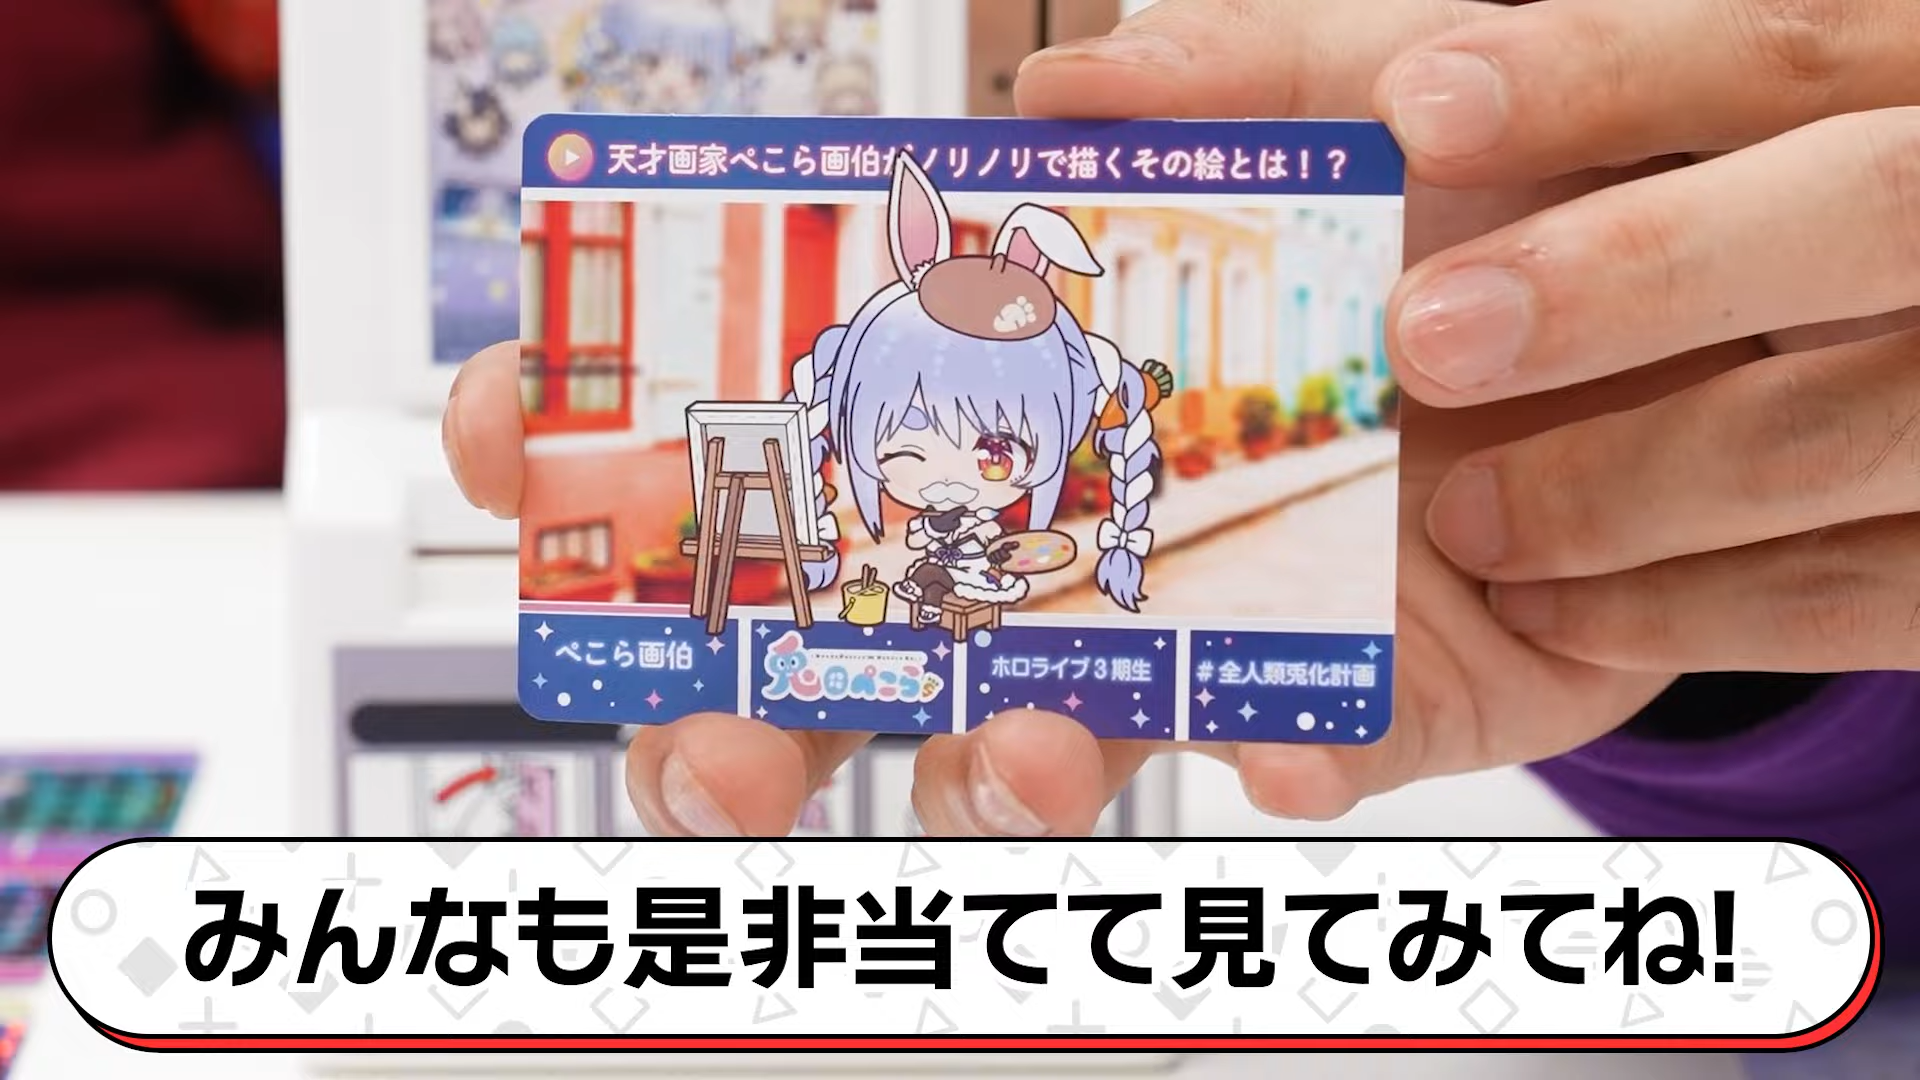 天才画家ぺこら画伯がノリノリで描くその絵とは！？
ぺこら画伯
兎田ぺこら
ホロライブ3期生
#全人類兎化計画
みんなも是非当てて見てみてね!